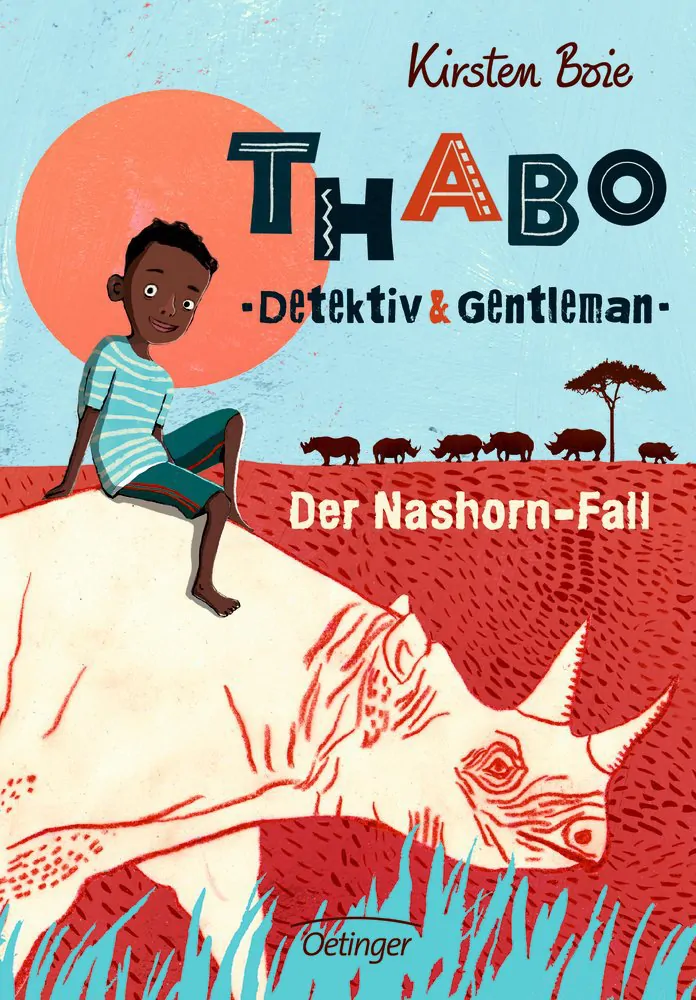 Kirsten Boie
THABO
- Detektiv & Gentleman -
Der Nashorn-Fall
Oetinger